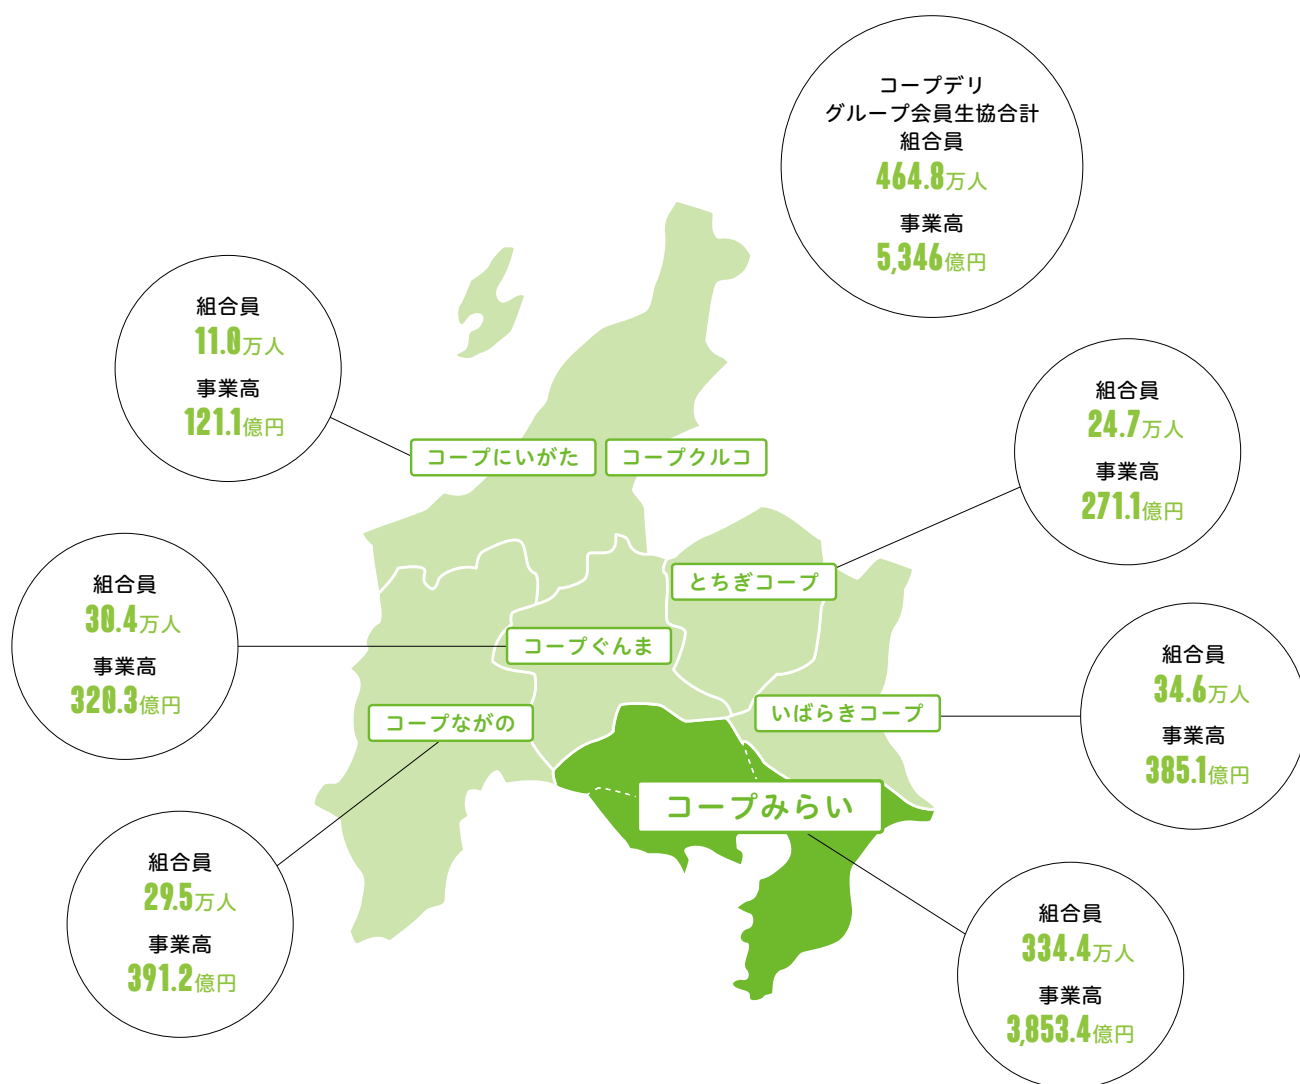 コープデリ
グループ会員生協合計
組合員
464.8万人
事業高
5,346億円
組合員
11.0万人
事業高
121.1億円
コープにいがた
コープクルコ
組合員
24.7万人
事業高
271.1億円
とちぎコープ
組合員
30.4万人
事業高
320.3億円
コープぐんま
組合員
34.6万人
事業高
385.1億円
いばらきコープ
コープながの
コープみらい
組合員
29.5万人
事業高
391.2億円
組合員
334.4万人
事業高
3,853.4億円